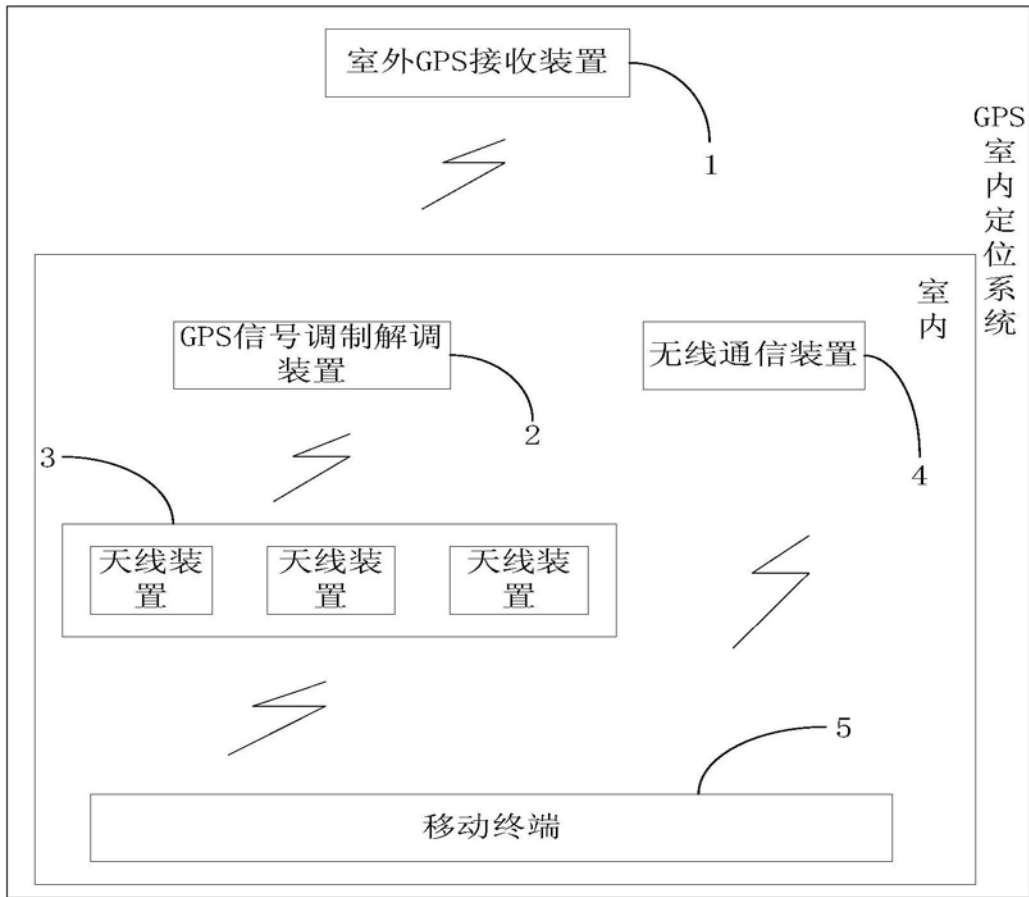 室外GPS接收装置
1
GPS
室
内
定
位
系
统
室
内
GPS信号调制解调
装置
2
无线通信装置
4
3
天线装
置
天线装
置
天线装
置
5
移动终端